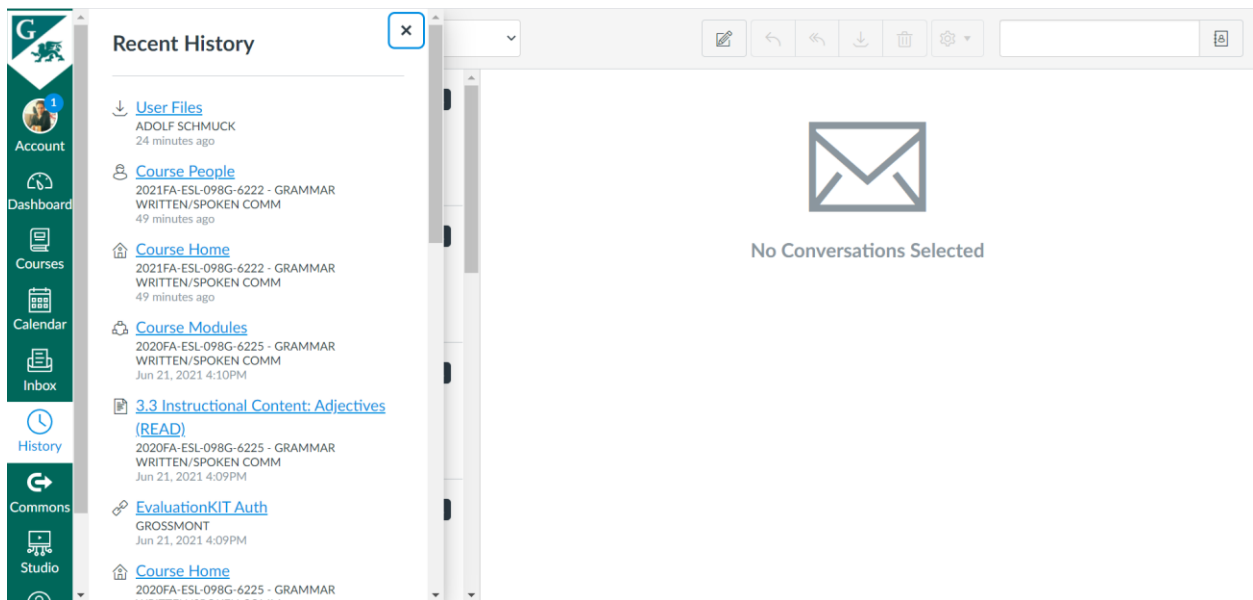 G
1
Account
Dashboard
Courses
Calendar
Inbox
History
Commons
Studio
Recent History
×
User Files
ADOLF SCHMUCK
24 minutes ago
Course People
2021FA-ESL-098G-6222 - GRAMMAR
WRITTEN/SPOKEN COMM
49 minutes ago
Course Home
2021FA-ESL-098G-6222 - GRAMMAR
WRITTEN/SPOKEN COMM
49 minutes ago
Course Modules
2020FA-ESL-098G-6225 - GRAMMAR
WRITTEN/SPOKEN COMM
Jun 21, 2021 4:10PM
3.3 Instructional Content: Adjectives
(READ)
2020FA-ESL-098G-6225 - GRAMMAR
WRITTEN/SPOKEN COMM
Jun 21, 2021 4:09PM
EvaluationKIT Auth
GROSSMONT
Jun 21, 2021 4:09PM
Course Home
2020FA-ESL-098G-6225 - GRAMMAR
No Conversations Selected